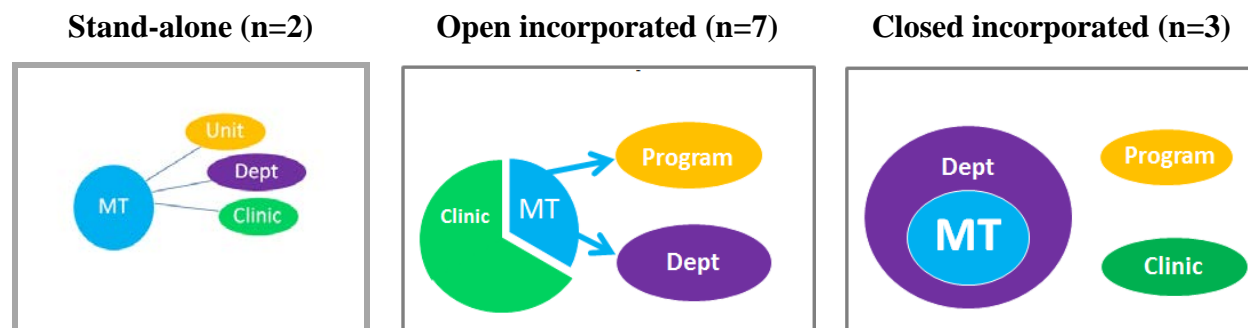 Stand-alone (n=2)
Open incorporated (n=7)
Closed incorporated (n=3)
Unit
Dept
MT
Clinic
Program
Clinic
MT
Dept
Dept
MT
Program
Clinic